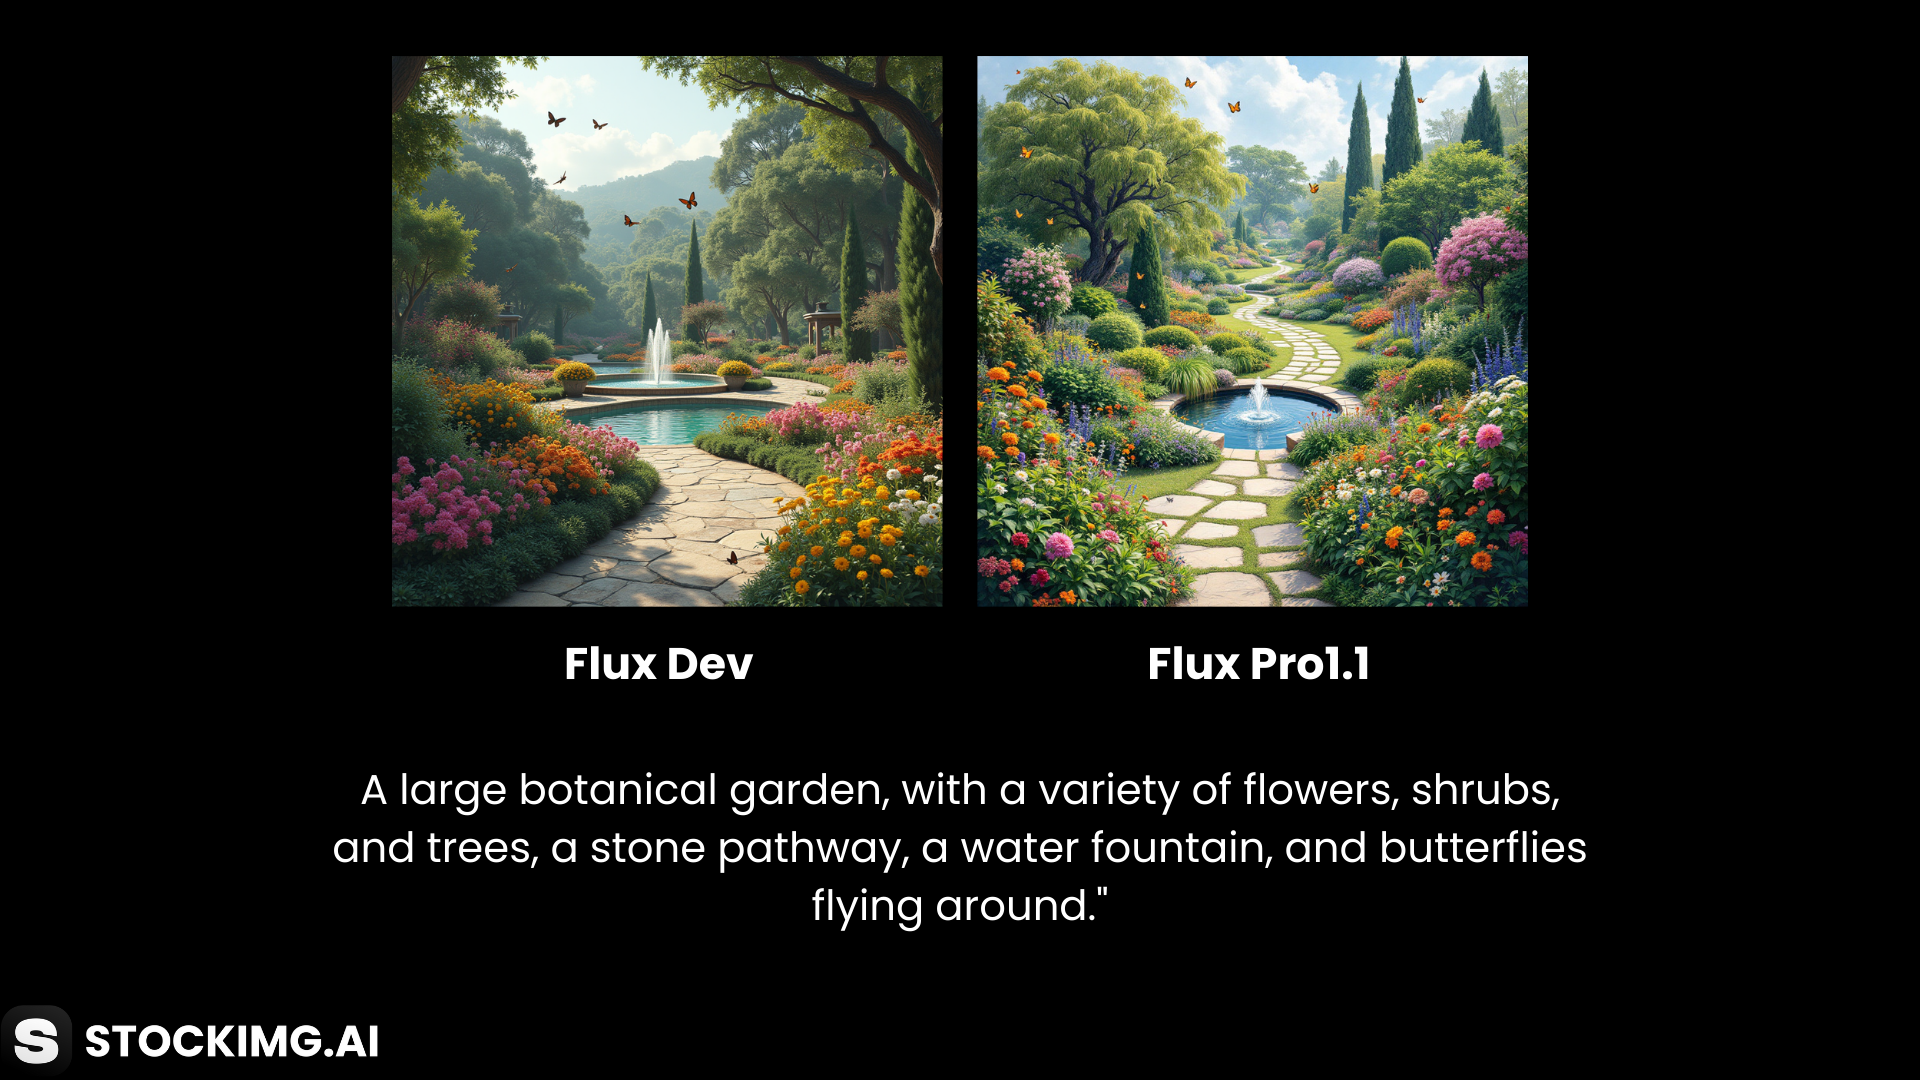 Flux Dev
Flux Pro1.1
A large botanical garden, with a variety of flowers, shrubs,
and trees, a stone pathway, a water fountain, and butterflies
flying around."
S STOCKIMG.AI